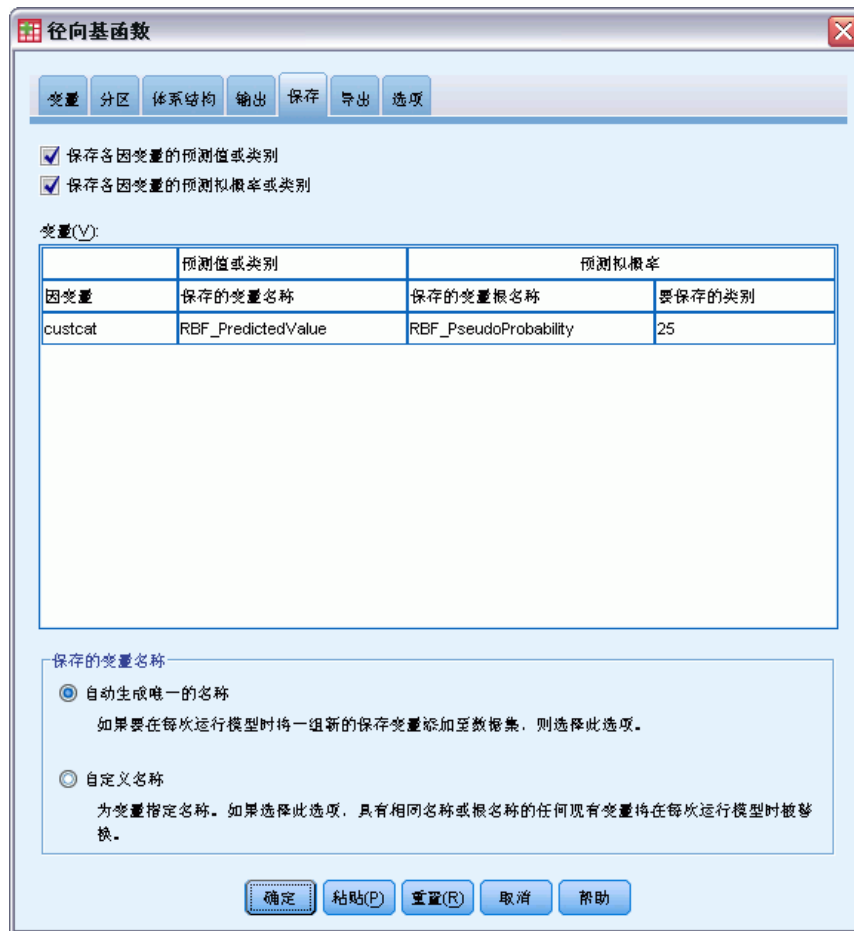 径向基函数
变量 分区 体系结构 输出 保存 导出 选项
保存各因变量的预测值或类别
保存各因变量的预测拟概率或类别
变量(V):
预测值或类别 预测拟概率
因变量 保存的变量名称 保存的变量根名称 要保存的类别
custcat RBF_PredictedValue RBF_PseudoProbability 25
保存的变量名称
自动生成唯一的名称
如果要在每次运行模型时将一组新的保存变量添加至数据集，则选择此选项。
自定义名称
为变量指定名称。如果选择此选项，具有相同名称或根名称的任何现有变量将在每次运行模型时被替
换。
确定 粘贴(P) 重置(R) 取消 帮助